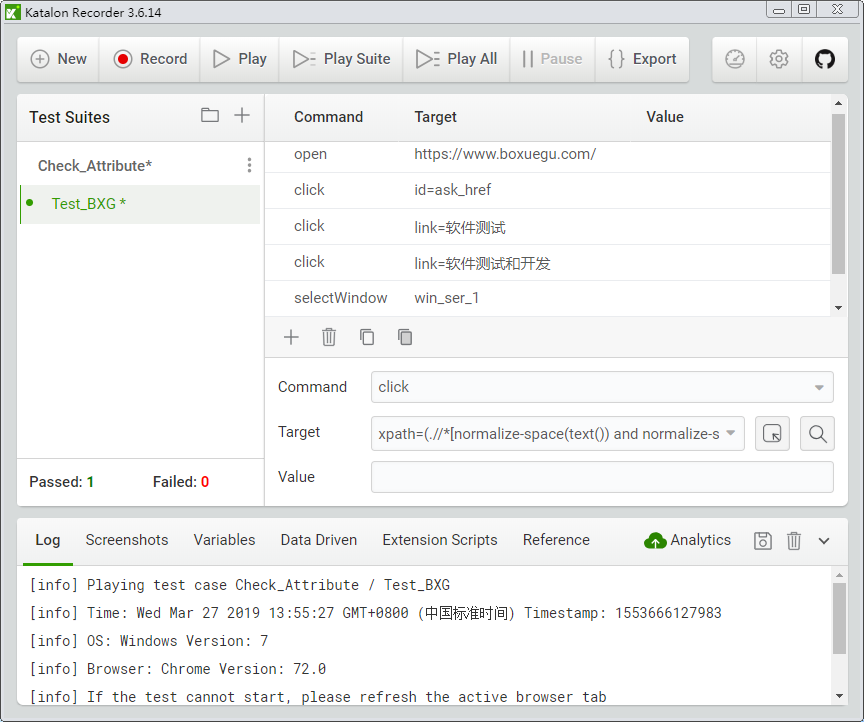 Katalon Recorder 3.6.14
New Record Play Play Suite Play All Pause Export
Test Suites
Check_Attribute*
Test_BXG *
Passed: 1 Failed: 0
Command Target Value
open https://www.boxuegu.com/
click id=ask_href
click link=软件测试
click link=软件测试和开发
selectWindow win_ser_1
Command click
Target xpath=(.//*[normalize-space(text()) and normalize-s
Value
Log Screenshots Variables Data Driven Extension Scripts Reference Analytics
[info] Playing test case Check_Attribute / Test_BXG
[info] Time: Wed Mar 27 2019 13:55:27 GMT+0800 (中国标准时间) Timestamp: 1553666127983
[info] OS: Windows Version: 7
[info] Browser: Chrome Version: 72.0
[info] If the test cannot start, please refresh the active browser tab